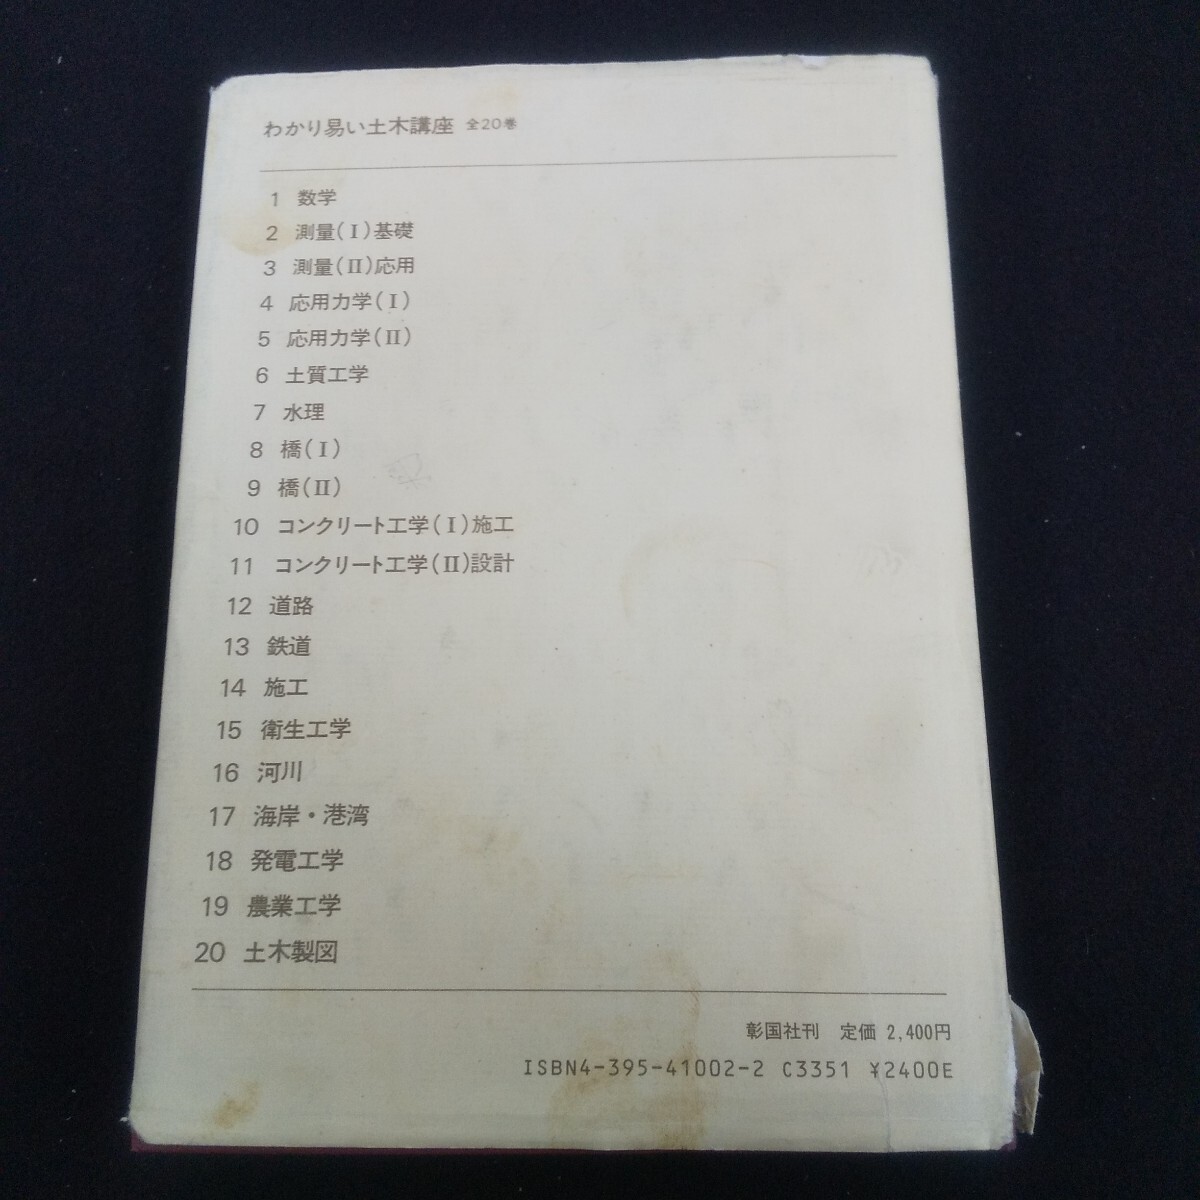 わかり易い土木講座 全20巻
1 数学
2 測量(Ⅰ)基礎
3 測量(Ⅱ)応用
4 応用力学(Ⅰ)
5 応用力学(Ⅱ)
6 土質工学
7 水理
8 橋(Ⅰ)
9 橋(Ⅱ)
10 コンクリート工学(Ⅰ)施工
11 コンクリート工学(Ⅱ)設計
12 道路
13 鉄道
14 施工
15 衛生工学
16 河川
17 海岸・港湾
18 発電工学
19 農業工学
20 土木製図
彰国社刊 定価 2,400円
ISBN4-395-41002-2 C3351 ¥2400E